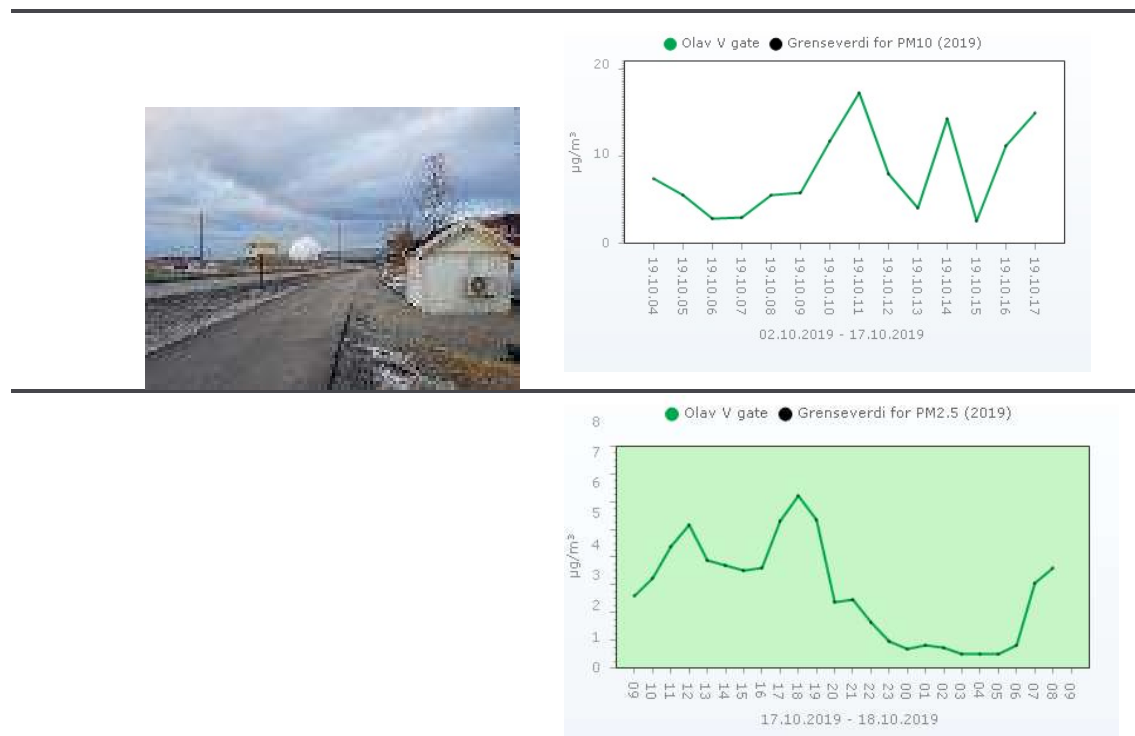 Olav V gate Grenseverdi for PM10 (2019)
20
10
0
µg/m³
19.10.04 19.10.05 19.10.06 19.10.07 19.10.08 19.10.09 19.10.10 19.10.11 19.10.12 19.10.13 19.10.14 19.10.15 19.10.16 19.10.17
02.10.2019 - 17.10.2019
Olav V gate Grenseverdi for PM2.5 (2019)
8
7
6
5
4
3
2
1
0
µg/m³
09 10 11 12 13 14 15 16 17 18 19 20 21 22 23 00 01 02 03 04 05 06 07 08 09
17.10.2019 - 18.10.2019